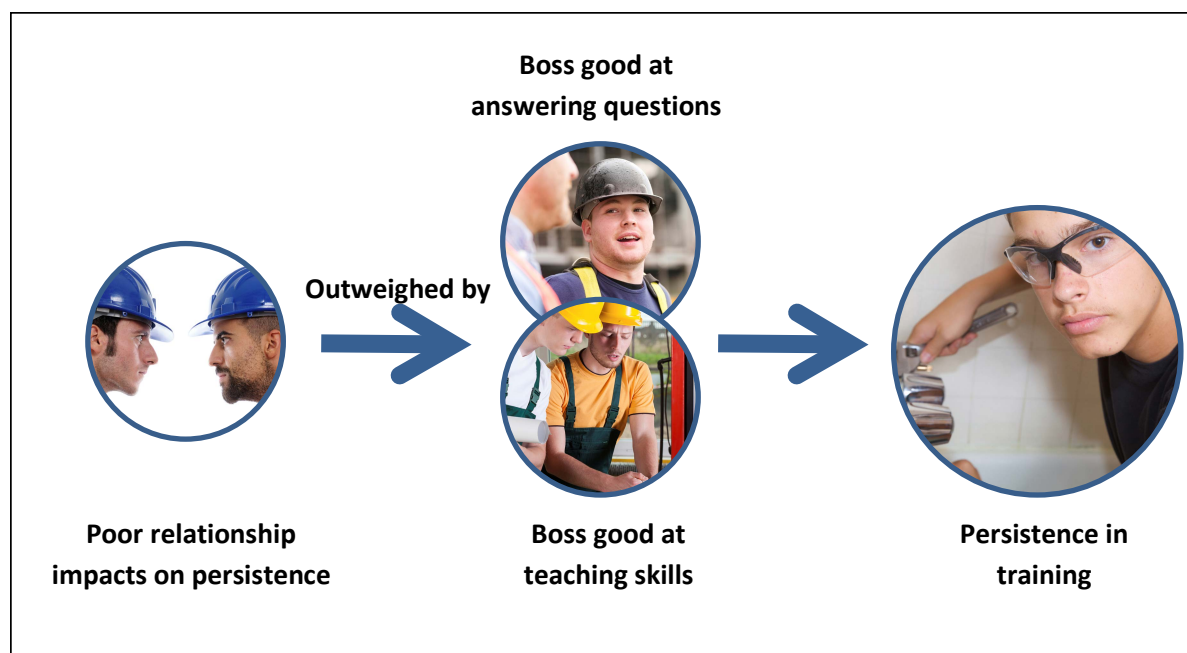 Boss good at
answering questions
Outweighed by
Poor relationship
impacts on persistence
Boss good at
teaching skills
Persistence in
training